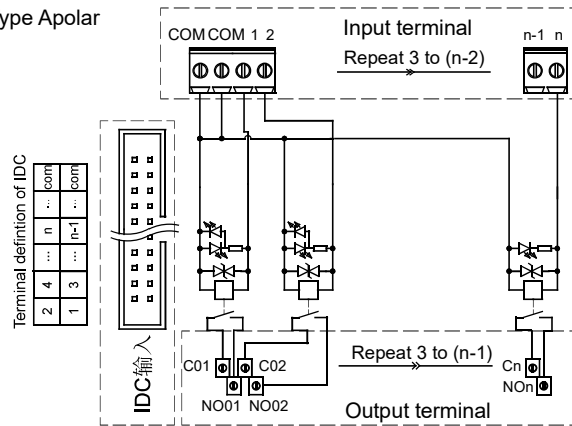 ype Apolar
Input terminal
COM COM 1 2
n-1 n
Repeat 3 to (n-2)
Terminal defintion of IDC
2 4 ... n ... com
1 3 ... n-1 ... com
IDC输入
C01
C02
NO01
NO02
Repeat 3 to (n-1)
Cn
NOn
Output terminal